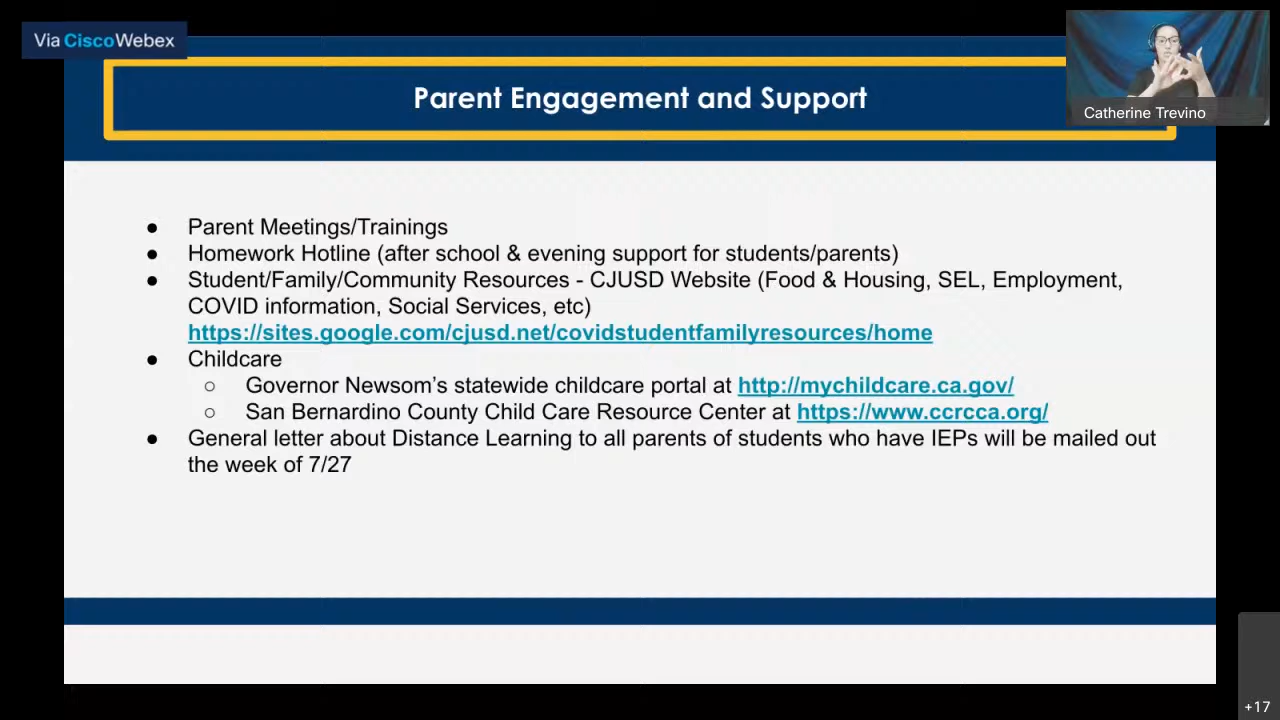 Via CiscoWebex
Parent Engagement and Support
Catherine Trevino
● Parent Meetings/Trainings
● Homework Hotline (after school & evening support for students/parents)
● Student/Family/Community Resources - CJUSD Website (Food & Housing, SEL, Employment,
COVID information, Social Services, etc)
https://sites.google.com/cjusd.net/covidstudentfamilyresources/home
● Childcare
○ Governor Newsom’s statewide childcare portal at http://mychildcare.ca.gov/
○ San Bernardino County Child Care Resource Center at https://www.ccrcca.org/
● General letter about Distance Learning to all parents of students who have IEPs will be mailed out
the week of 7/27
+17